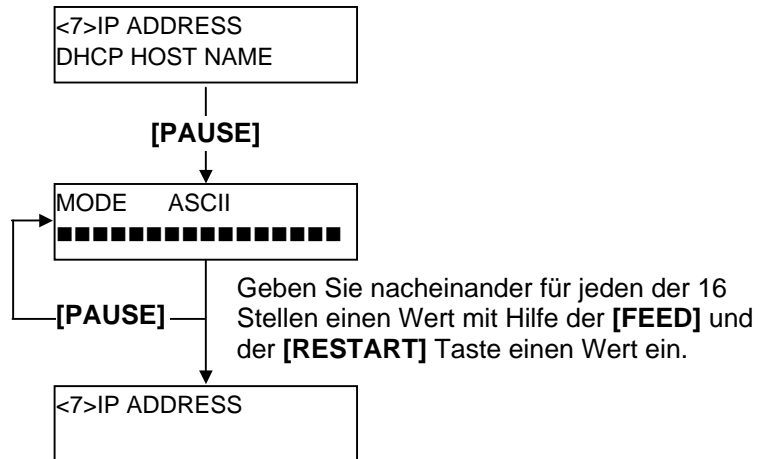 <7>IP ADDRESS
DHCP HOST NAME
[PAUSE]
MODE ASCII
■■■■■■■■■■■■■■■■
[PAUSE]
Geben Sie nacheinander für jeden der 16
Stellen einen Wert mit Hilfe der [FEED] und
der [RESTART] Taste einen Wert ein.
<7>IP ADDRESS